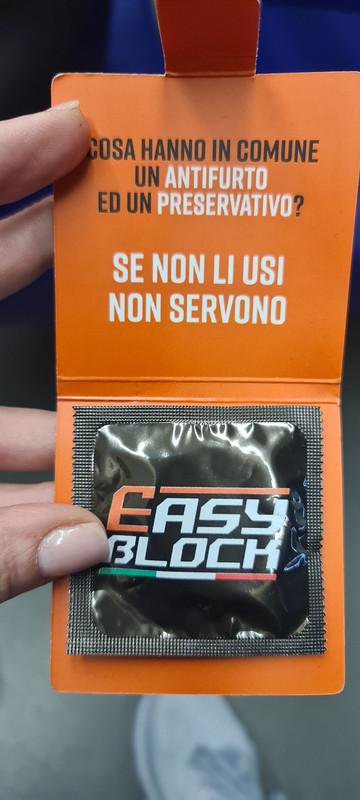 COSA HANNO IN COMUNE
UN ANTIFURTO
ED UN PRESERVATIVO?
SE NON LI USI
NON SERVONO
EASY
BLOCK